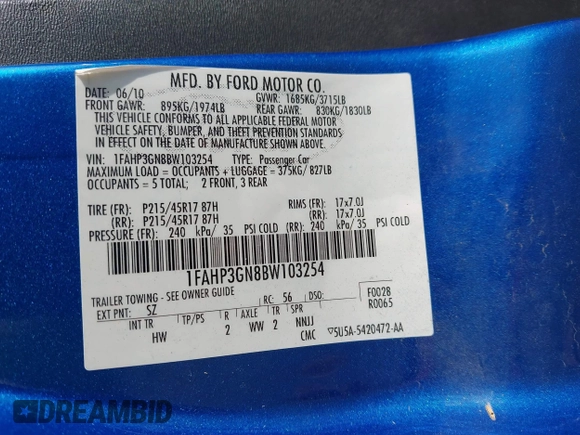 MFD. BY FORD MOTOR CO.
DATE: 06/10 GVWR: 1685KG/3715LB
FRONT GAWR: 895KG/1974LB REAR GAWR: 830KG/1830LB
THIS VEHICLE CONFORMS TO ALL APPLICABLE FEDERAL MOTOR
VEHICLE SAFETY, BUMPER, AND THEFT PREVENTION STANDARDS
IN EFFECT ON THE DATE OF MANUFACTURE SHOWN ABOVE.
VIN: 1FAHP3GN8BW103254 TYPE: Passenger Car
MAXIMUM LOAD = OCCUPANTS + LUGGAGE = 375KG/ 827LB
OCCUPANTS = 5 TOTAL; 2 FRONT, 3 REAR
TIRE (FR): P215/45R17 87H RIMS (FR): 17x7.0J
(RR): P215/45R17 87H (RR): 17x7.0J
PRESSURE (FR): 240 kPa/ 35 PSI COLD (RR): 240 kPa/ 35 PSI COLD
1FAHP3GN8BW103254
TRAILER TOWING - SEE OWNER GUIDE
EXT PNT: SZ RC: 56 DSO: F0028
R0065
INT TR TP/PS R AXLE TR SPR
HW 2 WW 2 NNJJ
CMC 5U5A-5420472-AA
DREAMBID